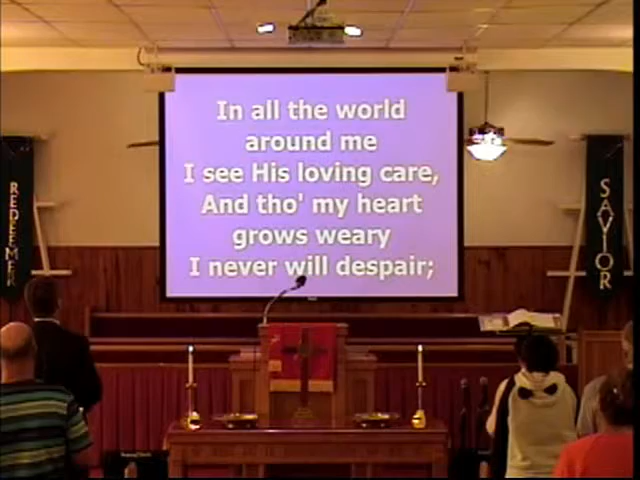 In all the world
around me
I see His loving care,
And tho' my heart
grows weary
I never will despair;
REDEEMER
SAVIOR